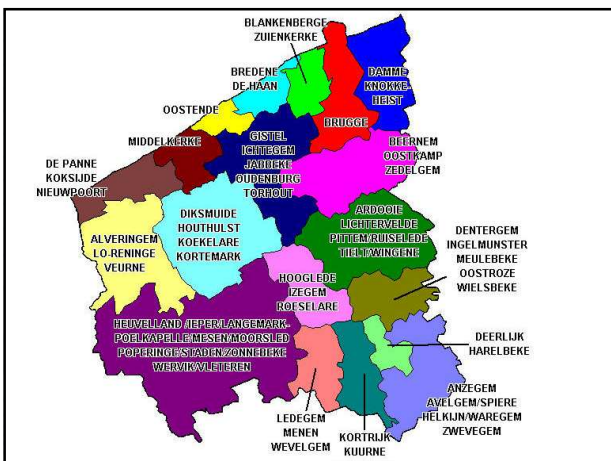 BLANKENBERGE
ZUIENKERKE
BREDENE
DE HAAN
DAMME
KNOKKE-
HEIST
OOSTENDE
BRUGGE
MIDDELKERKE
GISTEL
ICHTEGEM
JABBEKE
OUDENBURG
TORHOUT
BEERNEM
OOSTKAMP
ZEDELGEM
DE PANNE
KOKSIJDE
NIEUWPOORT
DIKSMUIDE
HOUTHULST
KOEKELARE
KORTEMARK
ARDOOIE
LICHTERVELDE
PITTEM/RUISELEDE
TIELT/WINGENE
DENTERGEM
INGELMUNSTER
MEULEBEKE
OOSTROZE
WIELSBEKE
ALVERINGEM
LO-RENINGE
VEURNE
HOOGLEDE
IZEGEM
ROESELARE
HEUVELLAND /IEPER/LANGEMARK-
POELKAPELLE/MESEN/MOORSLED
POPERINGE/STADEN/ZONNEBEKE
WERVIK/VLETEREN
DEERLIJK
HARELBEKE
ANZEGEM
AVELGEM/SPIERE
HELKIJN/WAREGEM
ZWEVEGEM
LEDEGEM
MENEN
WEVELGEM
KORTRIJK
KUURNE